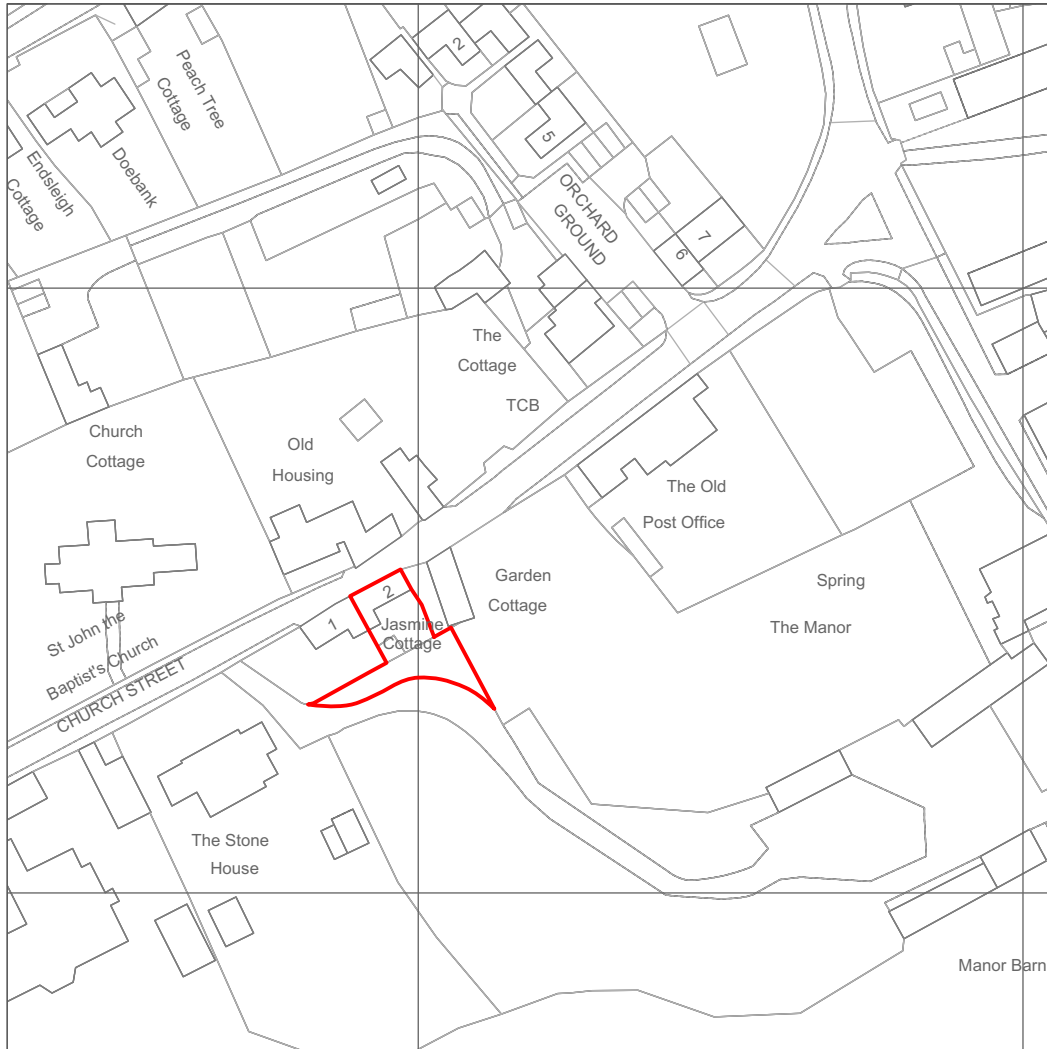 2
Peach Tree
Cottage
5
Doebank
Endsleigh
Cottage
ORCHARD
GROUND
7
6
The
Cottage
TCB
Church
Cottage
Old
Housing
The Old
Post Office
Garden
Cottage
Spring
The Manor
2
1
Jasmine
Cottage
St John the
Baptist's Church
CHURCH STREET
The Stone
House
Manor Barn